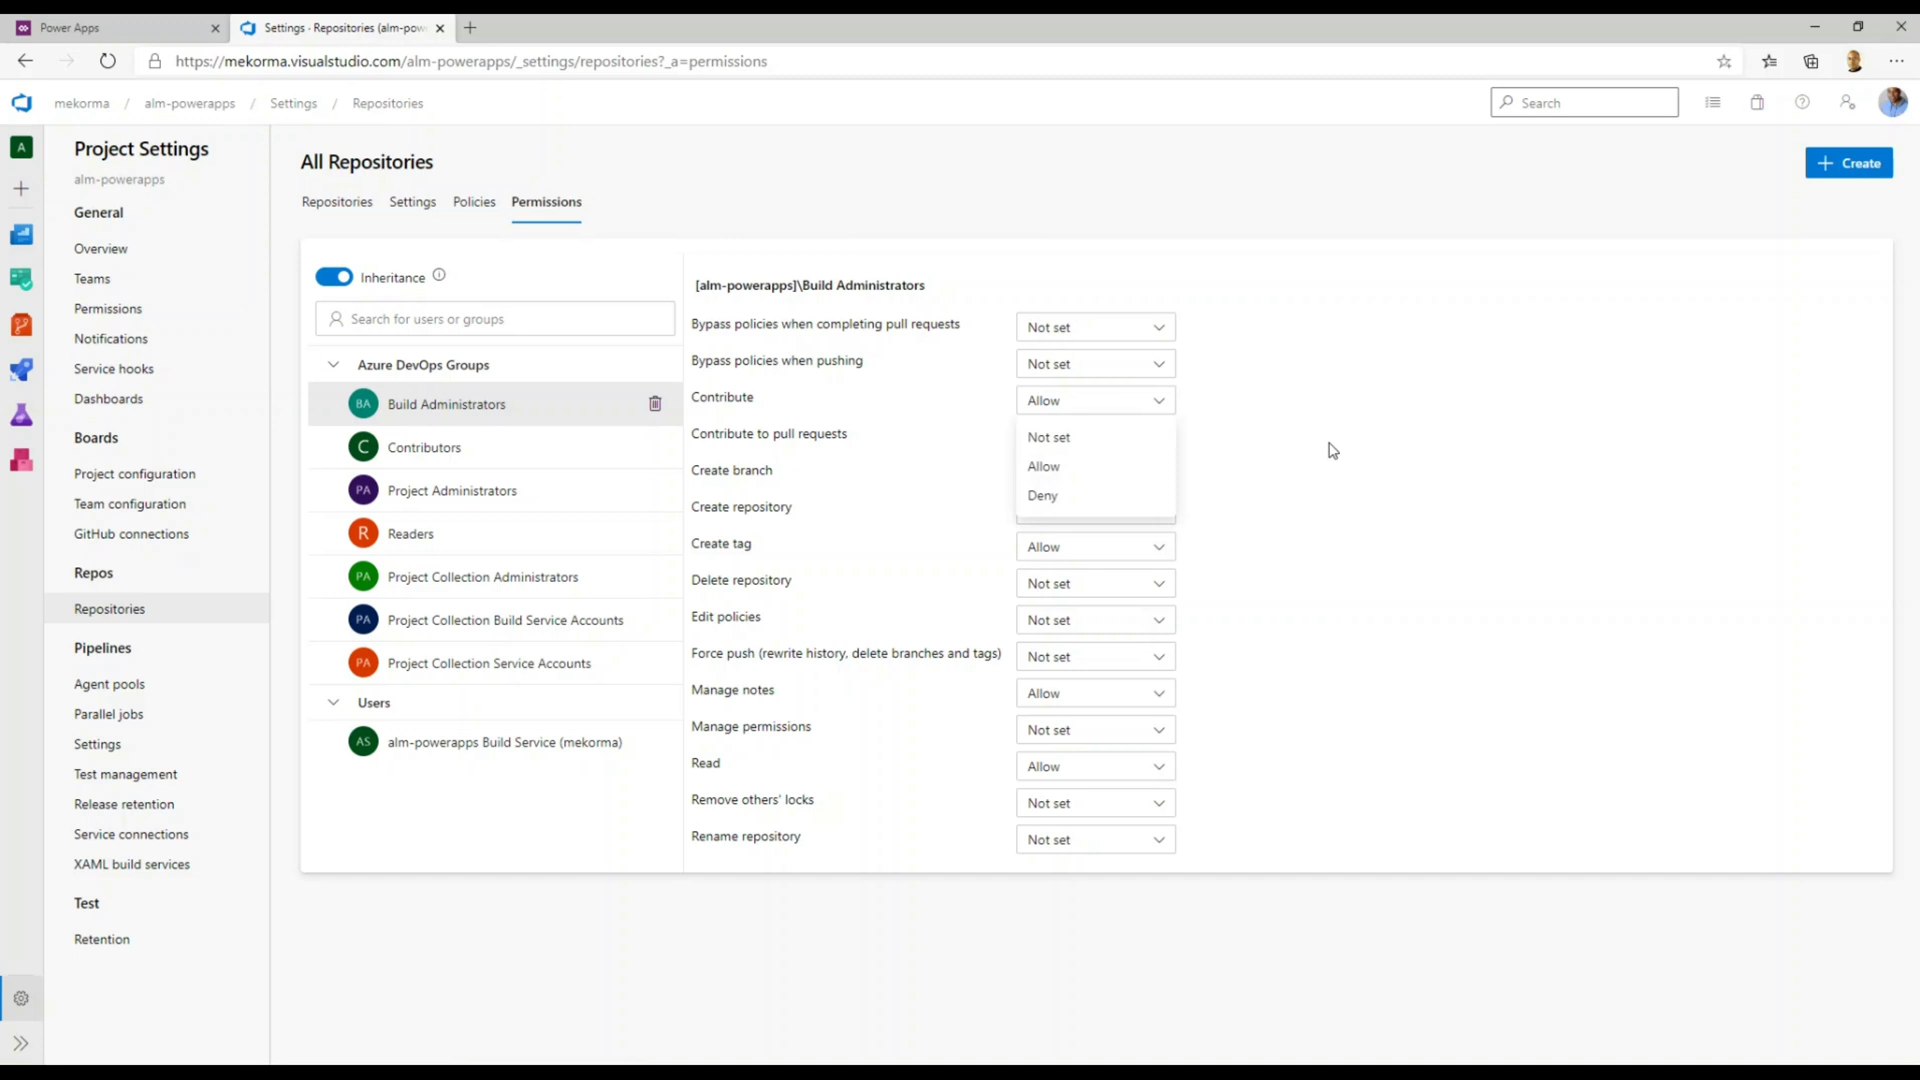 Power Apps
Settings · Repositories (alm-pow
https://mekorma.visualstudio.com/alm-powerapps/_settings/repositories?_a=permissions
mekorma / alm-powerapps / Settings / Repositories
Search
A
Project Settings
alm-powerapps
General
Overview
Teams
Permissions
Notifications
Service hooks
Dashboards
Boards
Project configuration
Team configuration
GitHub connections
Repos
Repositories
Pipelines
Agent pools
Parallel jobs
Settings
Test management
Release retention
Service connections
XAML build services
Test
Retention
All Repositories
+ Create
Repositories Settings Policies Permissions
Inheritance
Search for users or groups
Azure DevOps Groups
BA Build Administrators
C Contributors
PA Project Administrators
R Readers
PA Project Collection Administrators
PA Project Collection Build Service Accounts
PA Project Collection Service Accounts
Users
AS alm-powerapps Build Service (mekorma)
[alm-powerapps]\Build Administrators
Bypass policies when completing pull requests Not set
Bypass policies when pushing Not set
Contribute Allow
Contribute to pull requests
Not set
Create branch
Allow
Deny
Create repository
Create tag Allow
Delete repository Not set
Edit policies Not set
Force push (rewrite history, delete branches and tags) Not set
Manage notes Allow
Manage permissions Not set
Read Allow
Remove others' locks Not set
Rename repository Not set